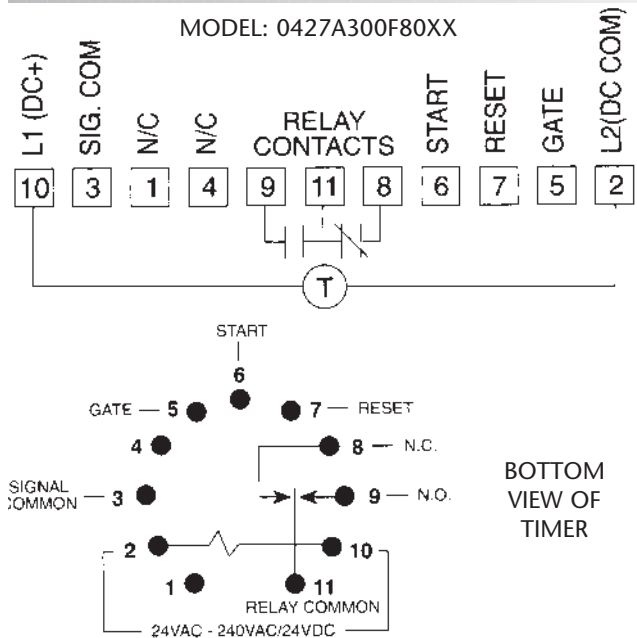 MODEL: 0427A300F80XX
L1 (DC+) SIG. COM N/C N/C RELAY CONTACTS START RESET GATE L2(DC COM)
10 3 1 4 9 11 8 6 7 5 2
T
START
6
GATE 5 7 RESET
4 8 N.C.
SIGNAL COMMON 3 9 N.O.
2 10
1 11
RELAY COMMON
24VAC - 240VAC/24VDC
BOTTOM
VIEW OF
TIMER